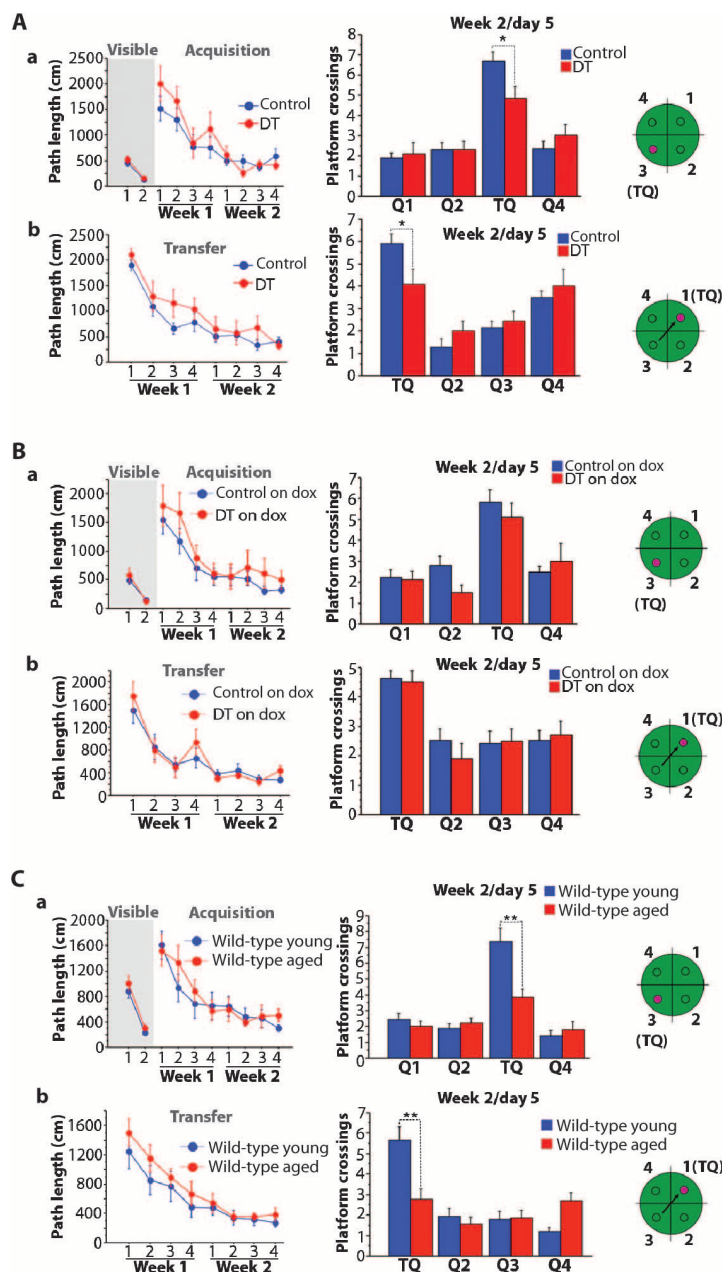 A
a
Visible
Acquisition
Path length (cm)
2500
2000
1500
1000
500
0
Control
DT
1 2 1 2 3 4 1 2 3 4
Week 1 Week 2
Week 2/day 5
Platform crossings
8
7
6
5
4
3
2
1
0
*
Control
DT
Q1 Q2 TQ Q4
4 1
3 2
(TQ)
b
Transfer
Path length (cm)
2500
2000
1500
1000
500
0
Control
DT
1 2 3 4 1 2 3 4
Week 1 Week 2
Week 2/day 5
Platform crossings
7
6
5
4
3
2
1
0
*
Control
DT
TQ Q2 Q3 Q4
4 1(TQ)
3 2
B
a
Visible
Acquisition
Path length (cm)
2000
1500
1000
500
0
Control on dox
DT on dox
1 2 1 2 3 4 1 2 3 4
Week 1 Week 2
Week 2/day 5
Platform crossings
7
6
5
4
3
2
1
0
Control on dox
DT on dox
Q1 Q2 TQ Q4
4 1
3 2
(TQ)
b
Transfer
Path length (cm)
2000
1600
1200
800
400
0
Control on dox
DT on dox
1 2 3 4 1 2 3 4
Week 1 Week 2
Week 2/day 5
Platform crossings
5
4
3
2
1
0
Control on dox
DT on dox
TQ Q2 Q3 Q4
4 1(TQ)
3 2
C
a
Visible
Acquisition
Path length (cm)
2000
1600
1200
800
400
0
Wild-type young
Wild-type aged
1 2 1 2 3 4 1 2 3 4
Week 1 Week 2
Week 2/day 5
Platform crossings
9
8
7
6
5
4
3
2
1
0
**
Wild-type young
Wild-type aged
Q1 Q2 TQ Q4
4 1
3 2
(TQ)
b
Transfer
Path length (cm)
1600
1200
800
400
0
Wild-type young
Wild-type aged
1 2 3 4 1 2 3 4
Week 1 Week 2
Week 2/day 5
Platform crossings
7
6
5
4
3
2
1
0
**
Wild-type young
Wild-type aged
TQ Q2 Q3 Q4
4 1(TQ)
3 2